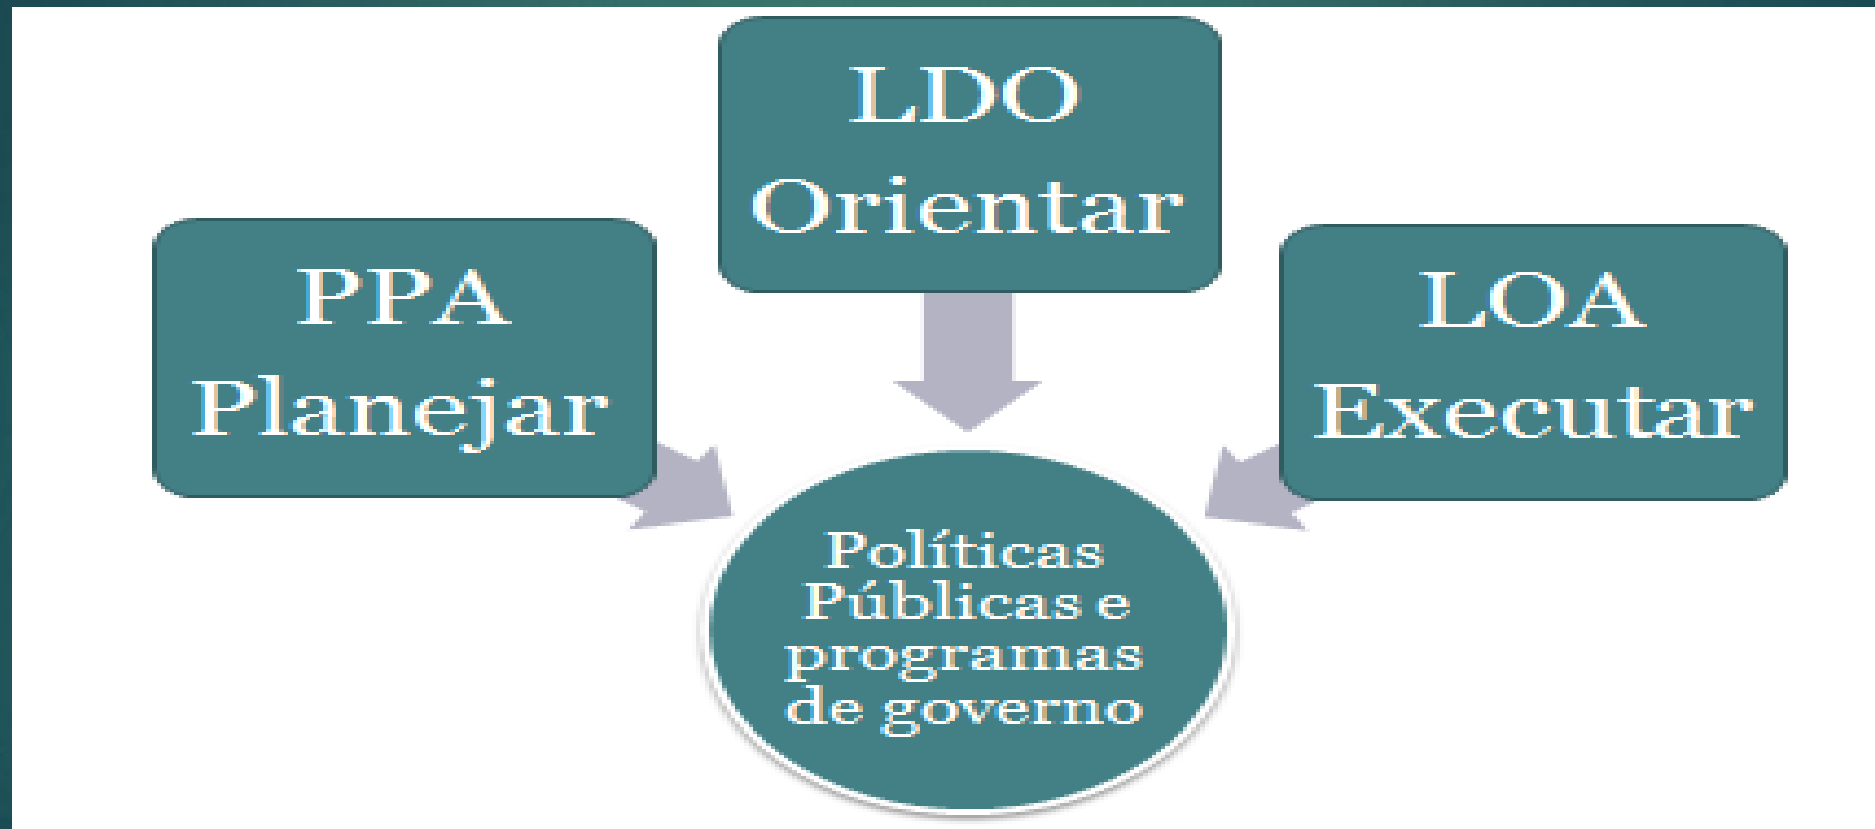 PPA
Planejar
LDO
Orientar
LOA
Executar
Políticas
Públicas e
programas
de governo